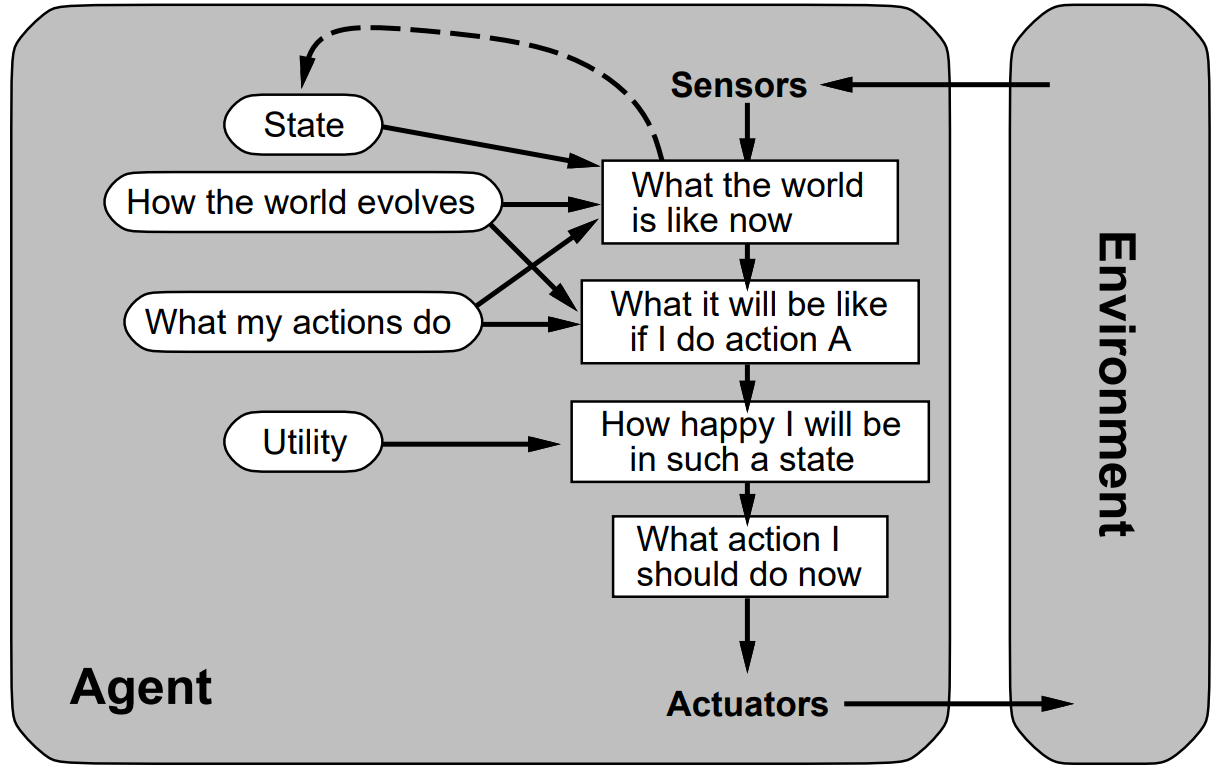 Sensors
State
What the world
is like now
How the world evolves
What it will be like
if I do action A
What my actions do
How happy I will be
in such a state
Utility
What action I
should do now
Agent
Actuators
Environment